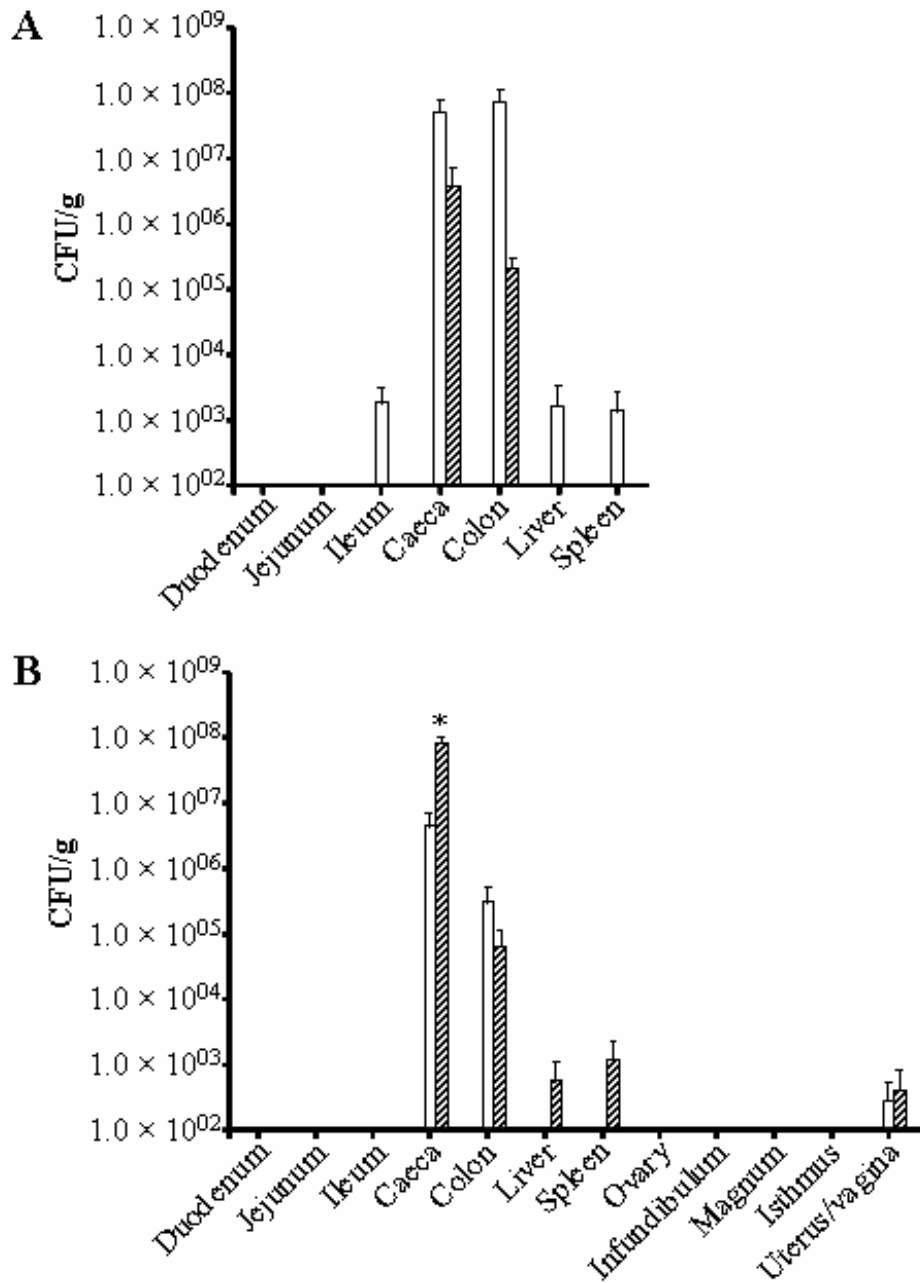 A
1.0 × 10^09
1.0 × 10^08
1.0 × 10^07
1.0 × 10^06
1.0 × 10^05
1.0 × 10^04
1.0 × 10^03
1.0 × 10^02
CFU/g
Duodenum
Jejunum
Ileum
Caeca
Colon
Liver
Spleen
B
1.0 × 10^09
1.0 × 10^08
1.0 × 10^07
1.0 × 10^06
1.0 × 10^05
1.0 × 10^04
1.0 × 10^03
1.0 × 10^02
CFU/g
*
Duodenum
Jejunum
Ileum
Caeca
Colon
Liver
Spleen
Ovary
Infundibulum
Magnum
Isthmus
Uterus/vagina